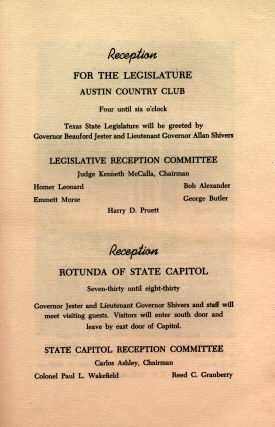 Reception
FOR THE LEGISLATURE
AUSTIN COUNTRY CLUB
Four until six o'clock
Texas State Legislature will be greeted by
Governor Beauford Jester and Lieutenant Governor Allan Shivers
LEGISLATIVE RECEPTION COMMITTEE
Judge Kenneth McCalla, Chairman
Homer Leonard Bob Alexander
Emmett Morse George Butler
Harry D. Pruett
Reception
ROTUNDA OF STATE CAPITOL
Seven-thirty until eight-thirty
Governor Jester and Lieutenant Governor Shivers and staff will
meet visiting guests. Visitors will enter south door and
leave by east door of Capitol.
STATE CAPITOL RECEPTION COMMITTEE
Carlos Ashley, Chairman
Colonel Paul L. Wakefield Reed C. Granberry